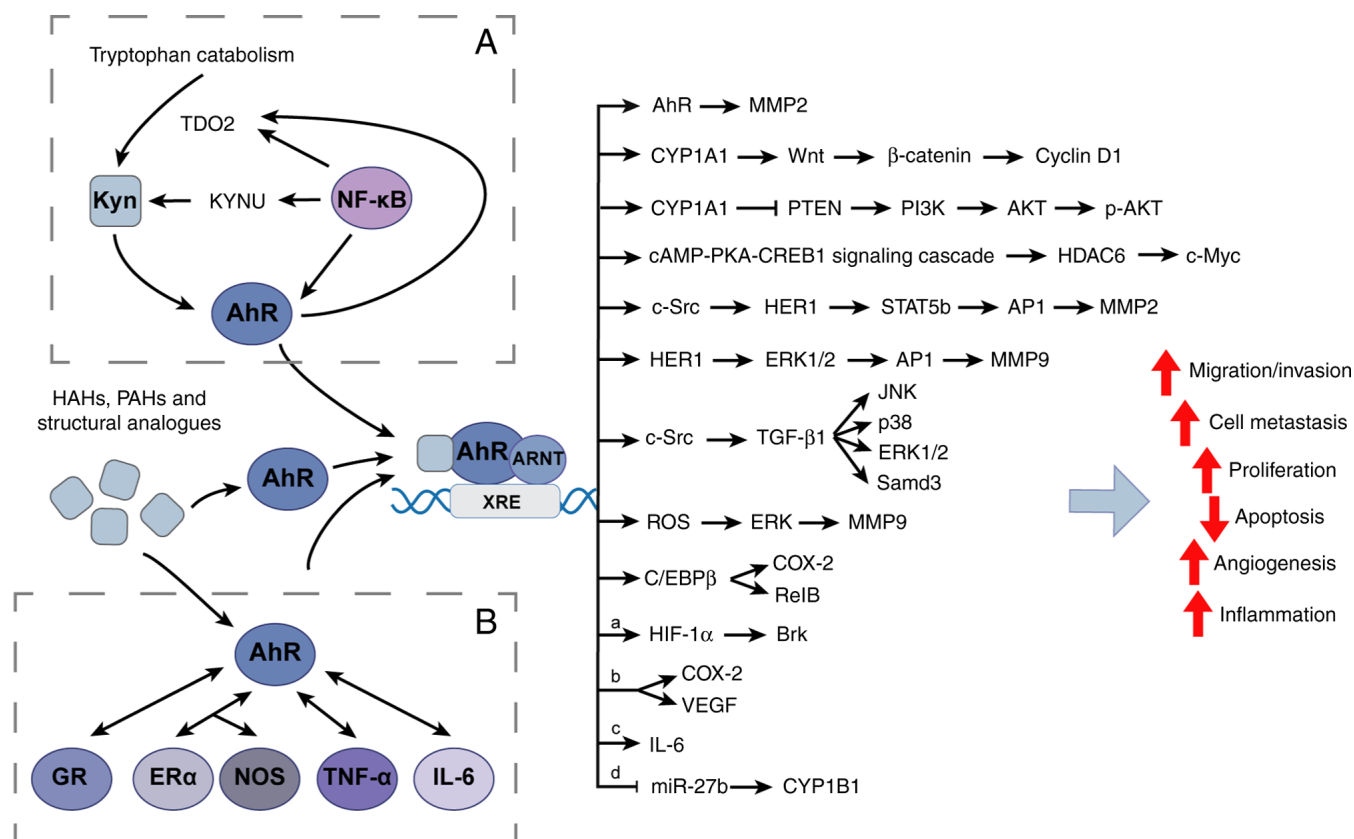 A
Tryptophan catabolism
TDO2
Kyn
KYNU
NF-κB
AhR
HAHs, PAHs and
structural analogues
AhR
AhR
ARNT
XRE
B
AhR
GR
ERα
NOS
TNF-α
IL-6
AhR MMP2
CYP1A1 Wnt β-catenin Cyclin D1
CYP1A1 PTEN PI3K AKT p-AKT
cAMP-PKA-CREB1 signaling cascade HDAC6 c-Myc
c-Src HER1 STAT5b AP1 MMP2
HER1 ERK1/2 AP1 MMP9
c-Src TGF-β1
JNK
p38
ERK1/2
Samd3
ROS ERK MMP9
C/EBPβ
COX-2
RelB
a HIF-1α Brk
b
COX-2
VEGF
c IL-6
d miR-27b CYP1B1
Migration/invasion
Cell metastasis
Proliferation
Apoptosis
Angiogenesis
Inflammation